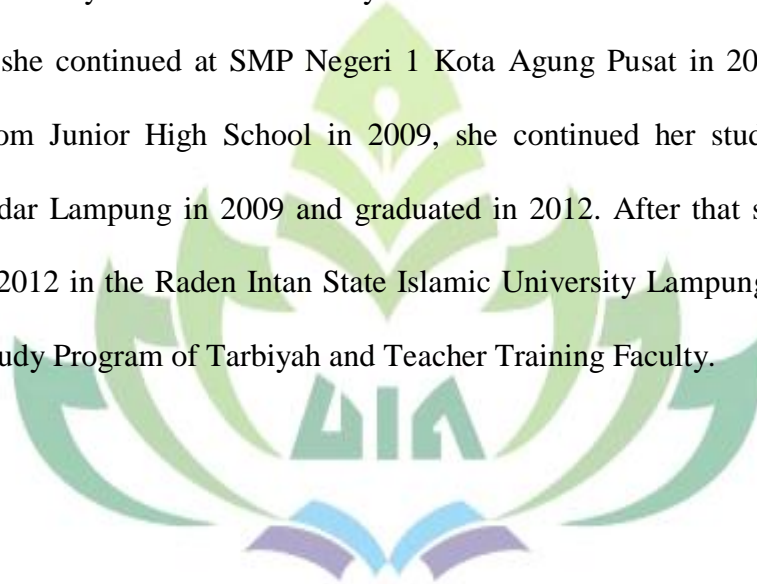 she continued at SMP Negeri 1 Kota Agung Pusat in 20
om Junior High School in 2009, she continued her stud
dar Lampung in 2009 and graduated in 2012. After that s
2012 in the Raden Intan State Islamic University Lampung
udy Program of Tarbiyah and Teacher Training Faculty.
UIN